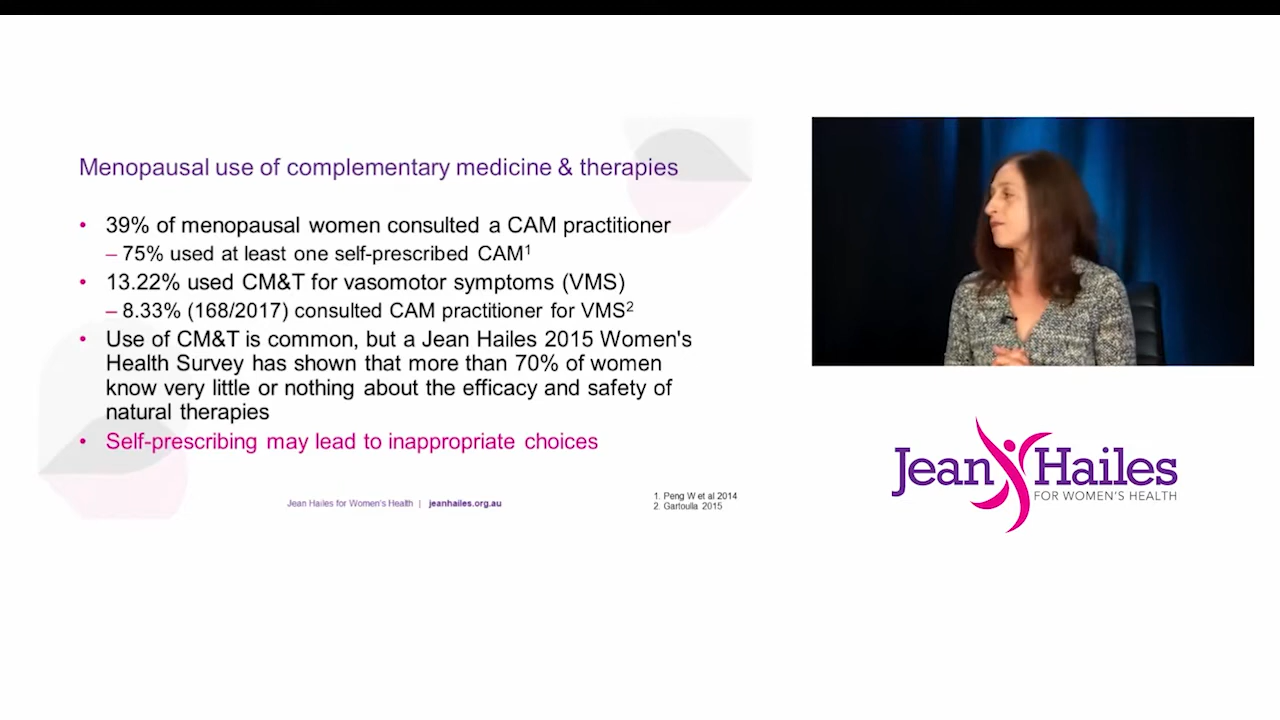 Menopausal use of complementary medicine & therapies
• 39% of menopausal women consulted a CAM practitioner
– 75% used at least one self-prescribed CAM¹
• 13.22% used CM&T for vasomotor symptoms (VMS)
– 8.33% (168/2017) consulted CAM practitioner for VMS²
• Use of CM&T is common, but a Jean Hailes 2015 Women's
Health Survey has shown that more than 70% of women
know very little or nothing about the efficacy and safety of
natural therapies
• Self-prescribing may lead to inappropriate choices
Jean Hailes for Women's Health | jeanhailes.org.au
1. Peng W et al 2014
2. Gartoulla 2015
Jean Hailes
FOR WOMEN'S HEALTH